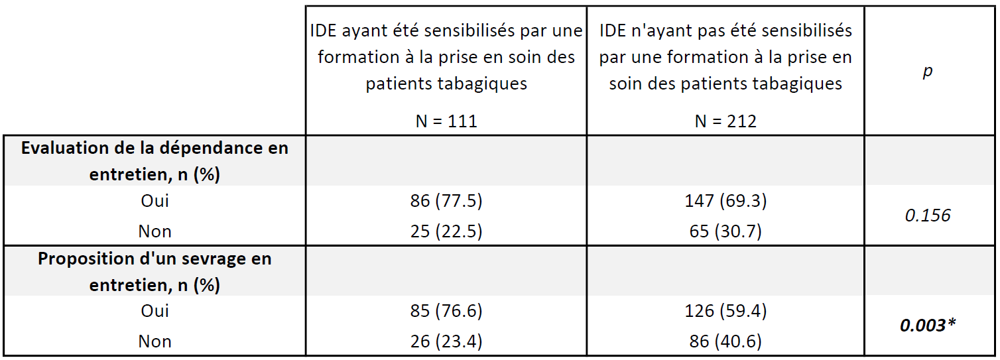 IDE ayant été sensibilisés par une
formation à la prise en soin des
patients tabagiques
N = 111
IDE n'ayant pas été sensibilisés
par une formation à la prise en
soin des patients tabagiques
N = 212
p
Evaluation de la dépendance en
entretien, n (%)
Oui 86 (77.5) 147 (69.3)
0.156
Non 25 (22.5) 65 (30.7)
Proposition d'un sevrage en
entretien, n (%)
Oui 85 (76.6) 126 (59.4)
0.003*
Non 26 (23.4) 86 (40.6)